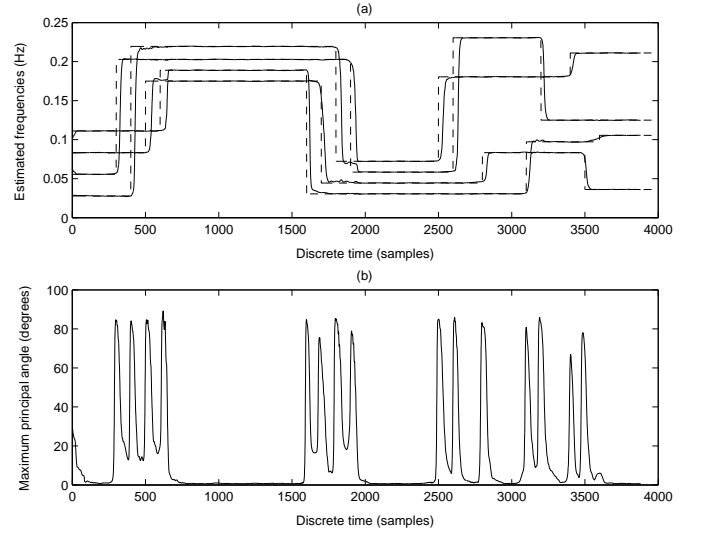 (a)
Estimated frequencies (Hz)
0.25
0.2
0.15
0.1
0.05
0
0 500 1000 1500 2000 2500 3000 3500 4000
Discrete time (samples)
(b)
Maximum principal angle (degrees)
100
80
60
40
20
0
0 500 1000 1500 2000 2500 3000 3500 4000
Discrete time (samples)